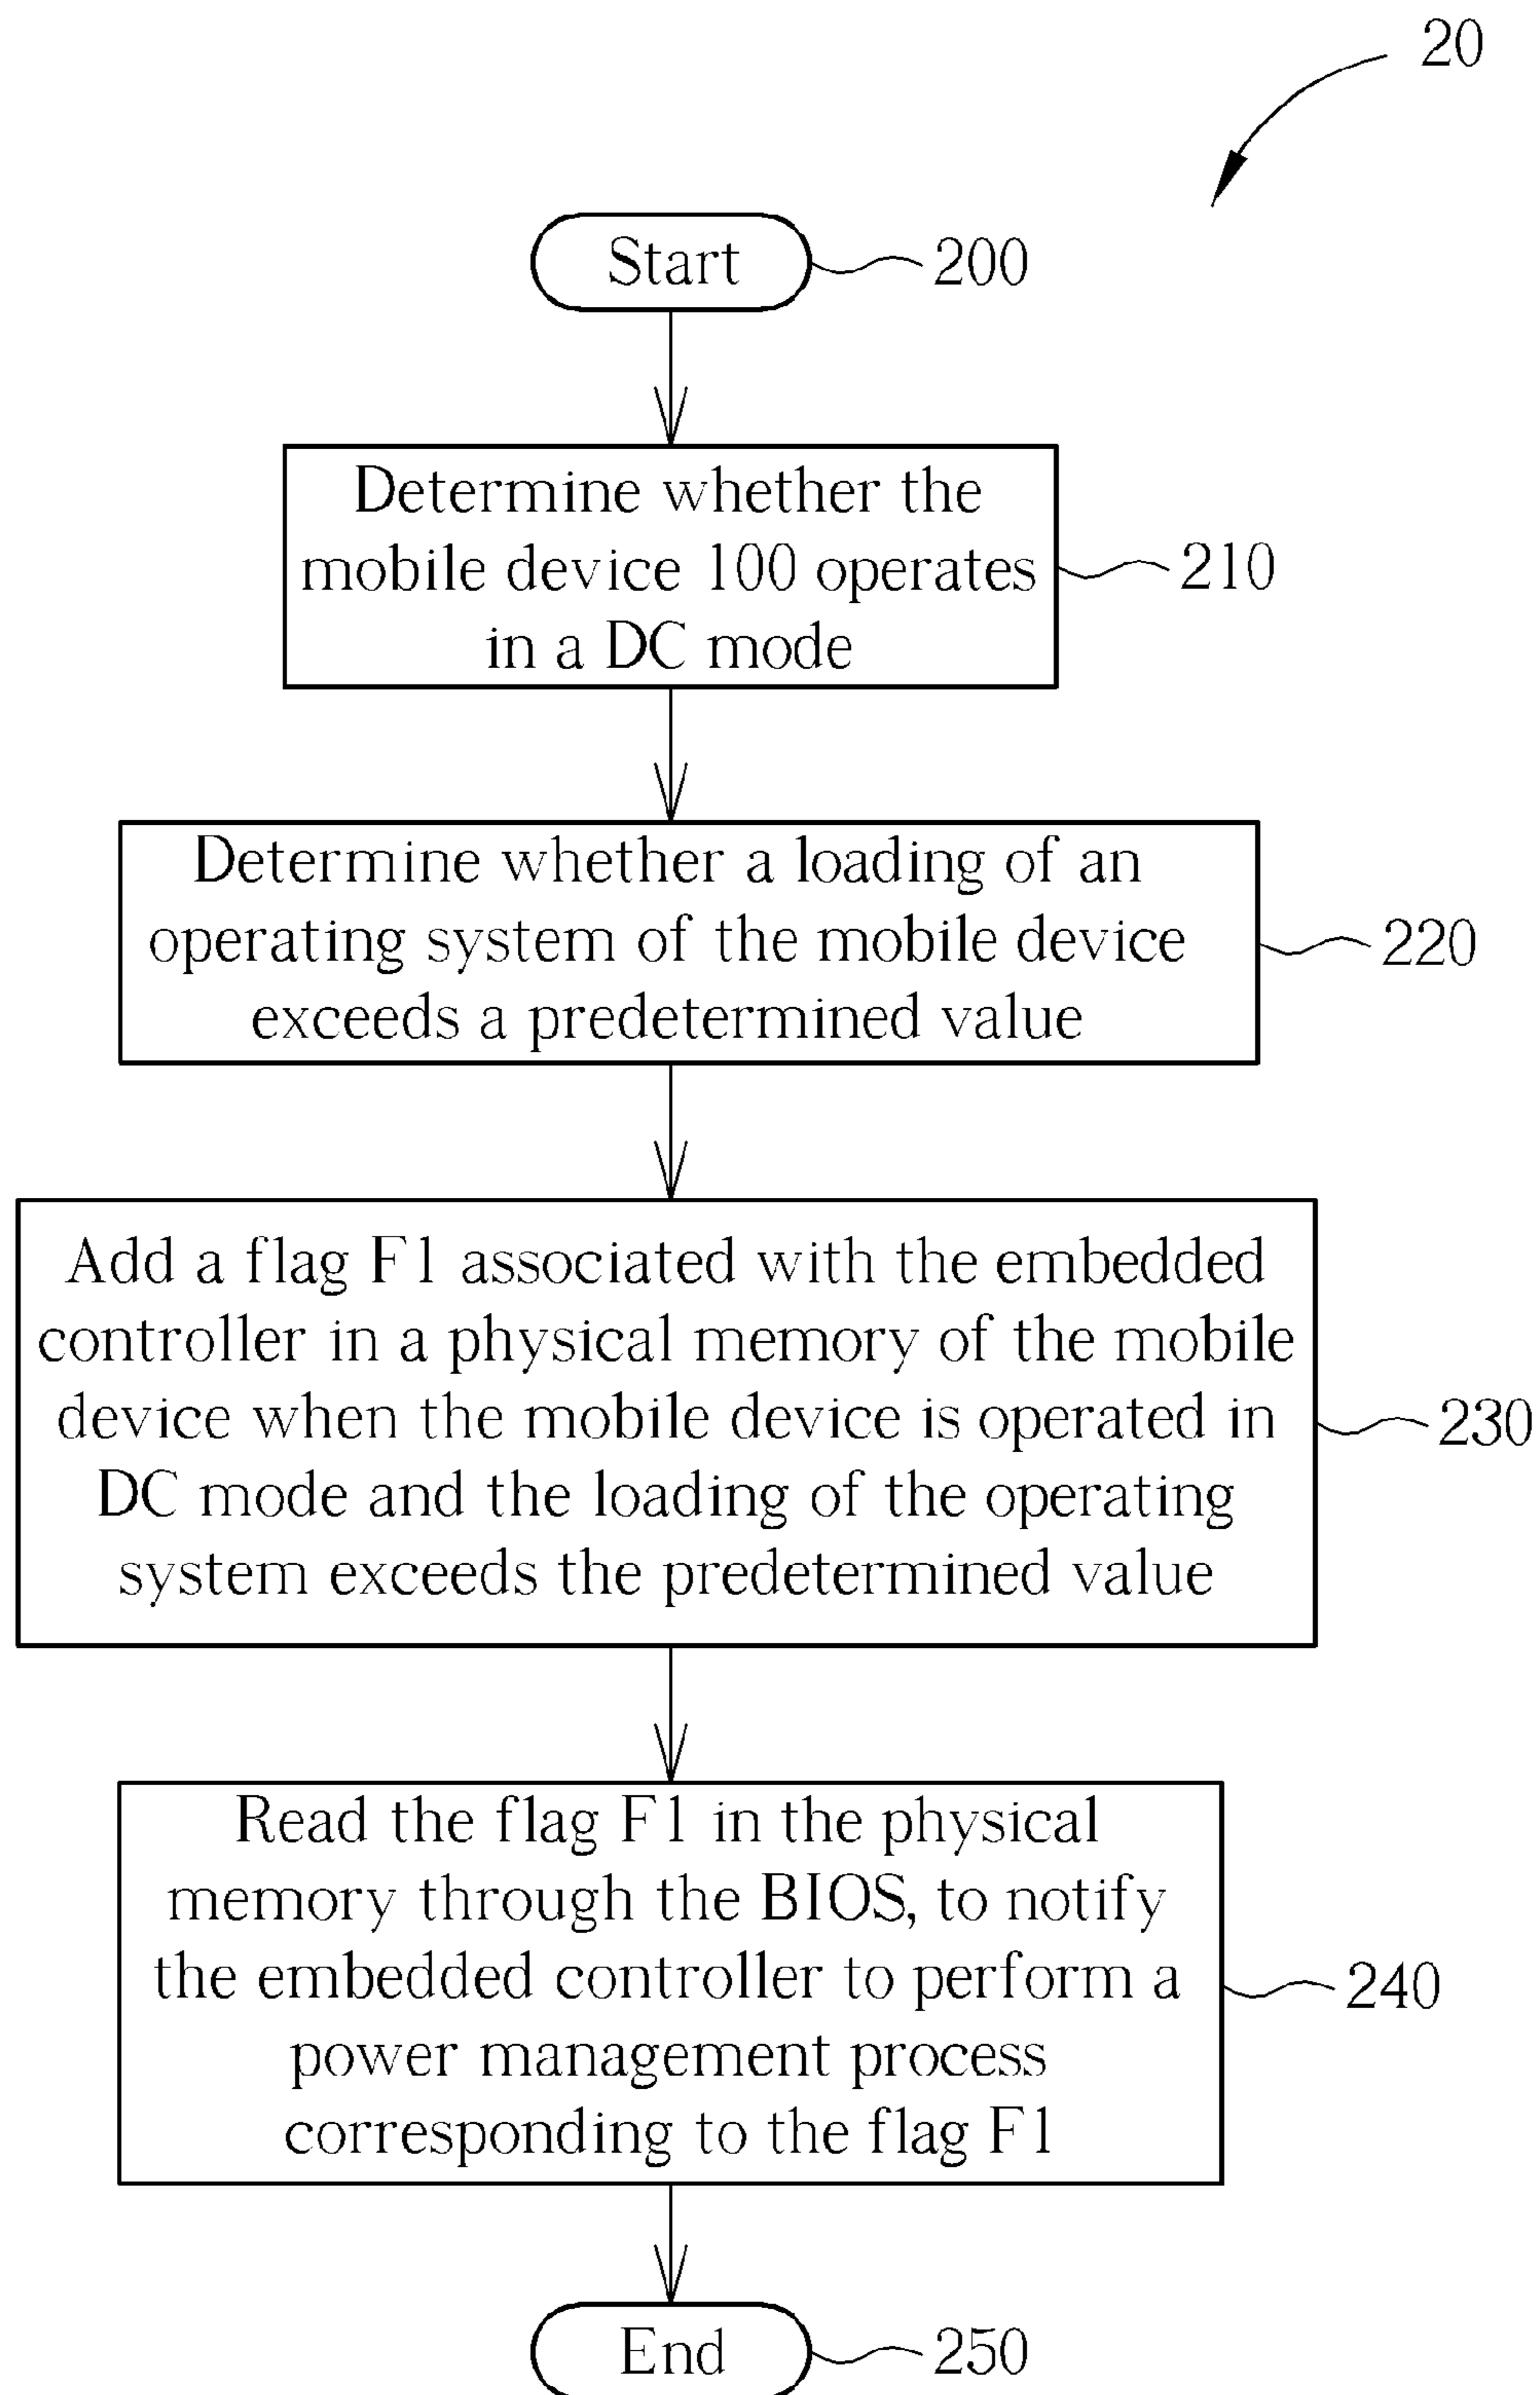 20
Start
200
Determine whether the
mobile device 100 operates
in a DC mode
210
Determine whether a loading of an
operating system of the mobile device
exceeds a predetermined value
220
Add a flag F1 associated with the embedded
controller in a physical memory of the mobile
device when the mobile device is operated in
DC mode and the loading of the operating
system exceeds the predetermined value
230
Read the flag F1 in the physical
memory through the BIOS, to notify
the embedded controller to perform a
power management process
corresponding to the flag F1
240
End
250